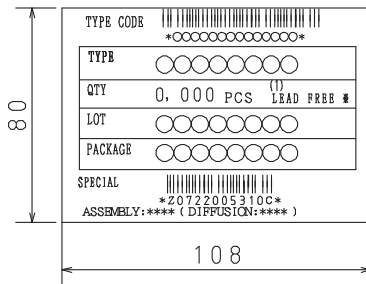 TYPE CODE
*○○○○○○○○○○○○○*
TYPE ○○○○○○○○
QTY 0, 000 PCS (1) LEAD FREE *
LOT ○○○○○○○○
PACKAGE ○○○○○○○○
SPECIAL
*Z0722005310C*
ASSEMBLY:**** ( DIFFUSION:**** )
80
108